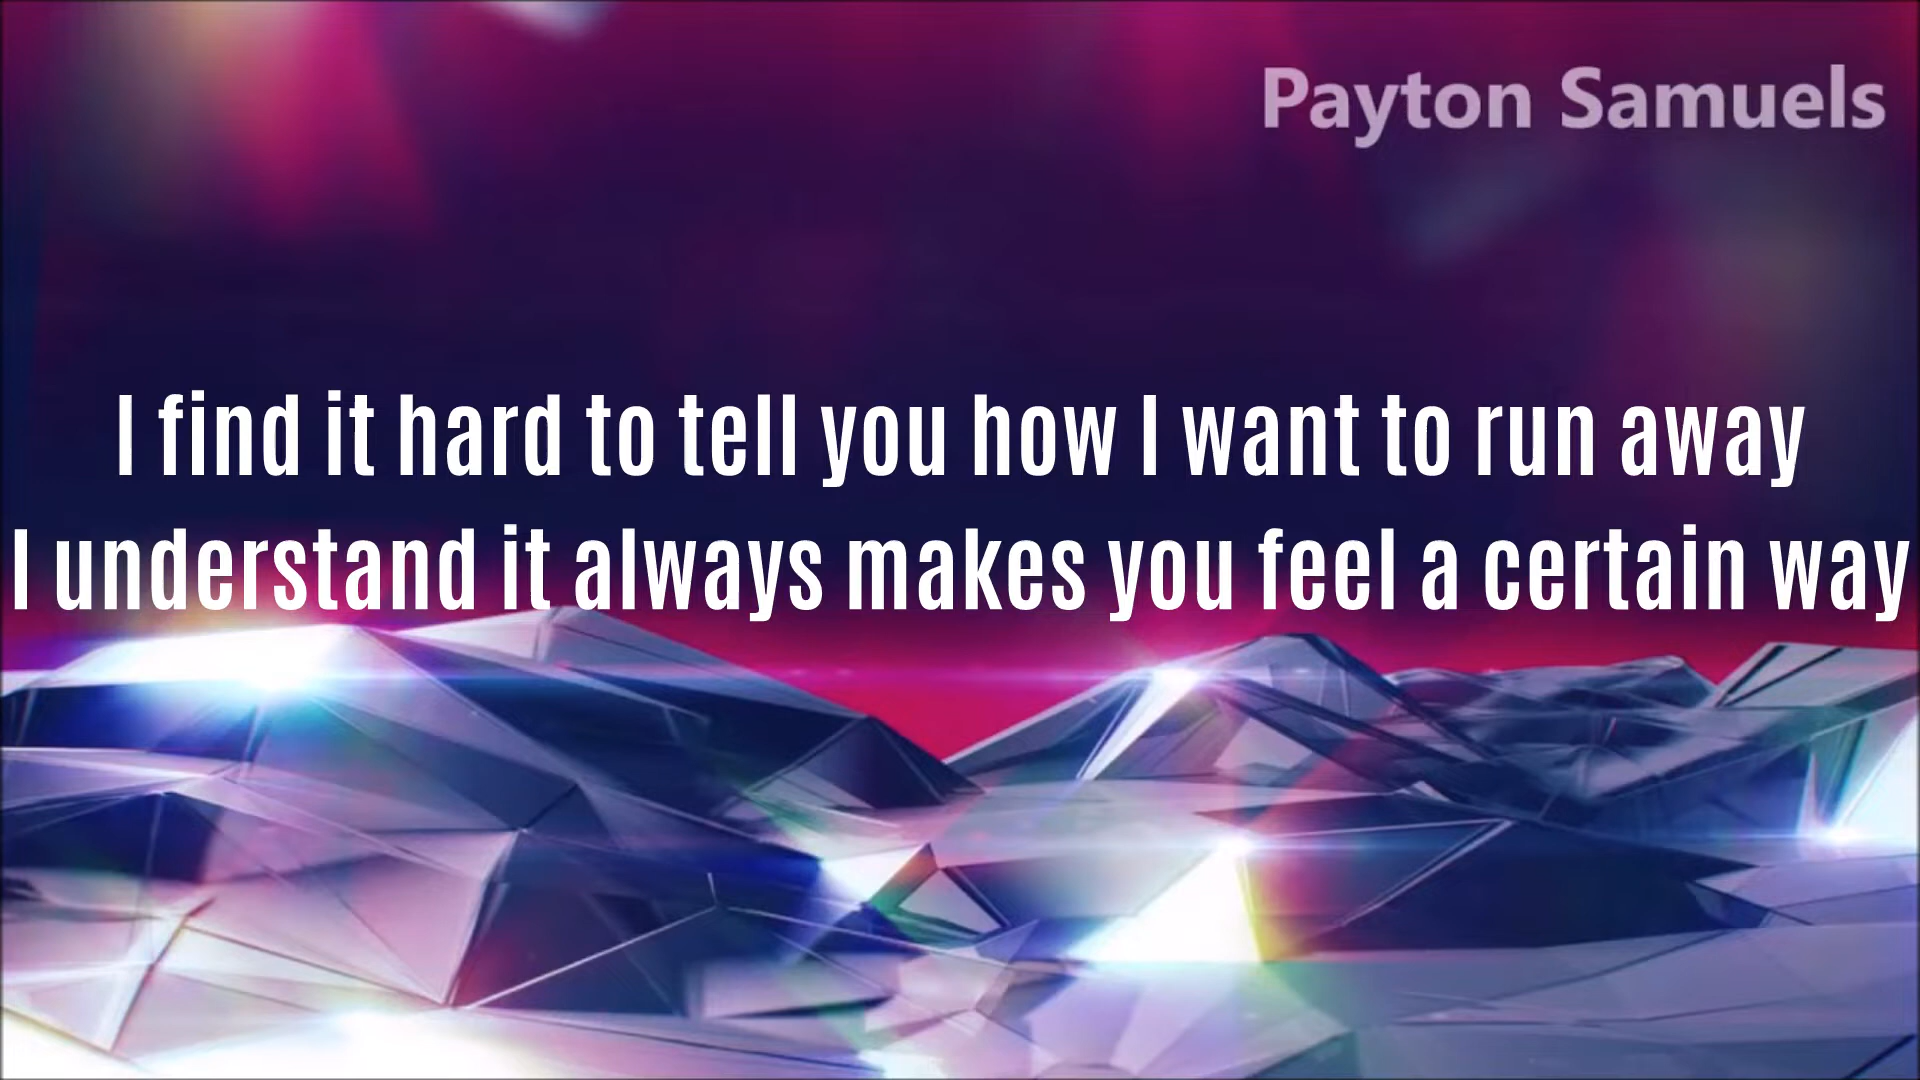 Payton Samuels
I find it hard to tell you how I want to run away
I understand it always makes you feel a certain way